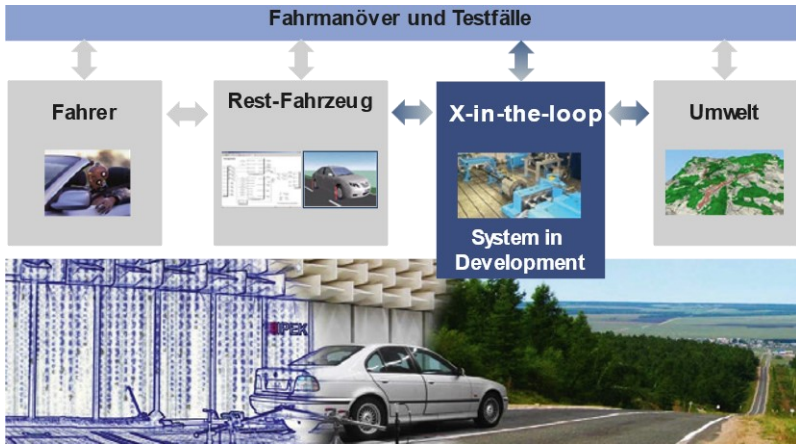 Fahrmanöver und Testfälle
Fahrer
Rest-Fahrzeug
X-in-the-loop
Umwelt
System in
Development
IPEK